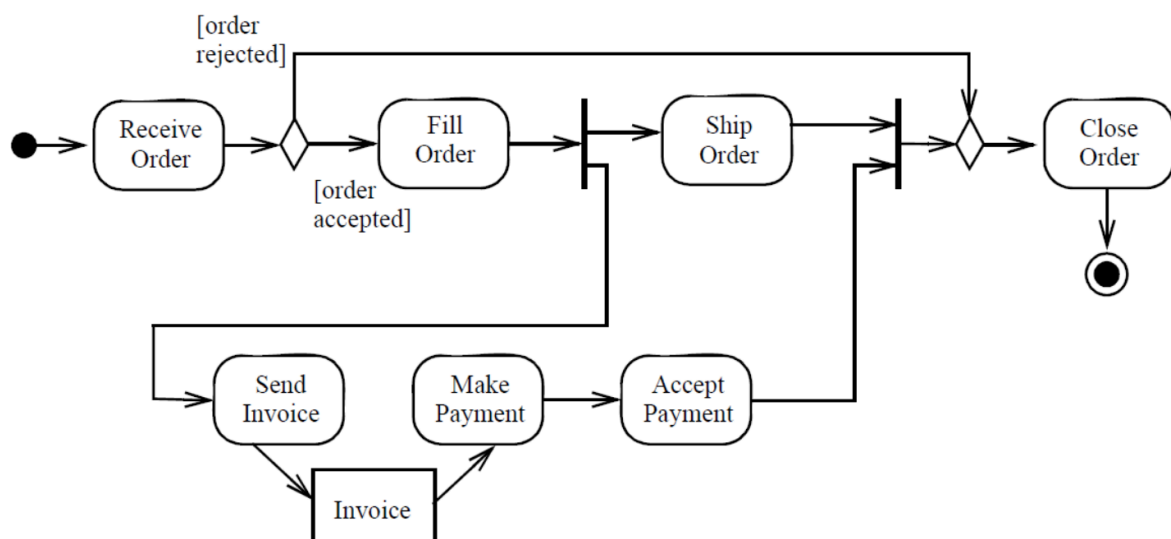 [order
rejected]
Receive
Order
Fill
Order
Ship
Order
Close
Order
[order
accepted]
Send
Invoice
Make
Payment
Accept
Payment
Invoice